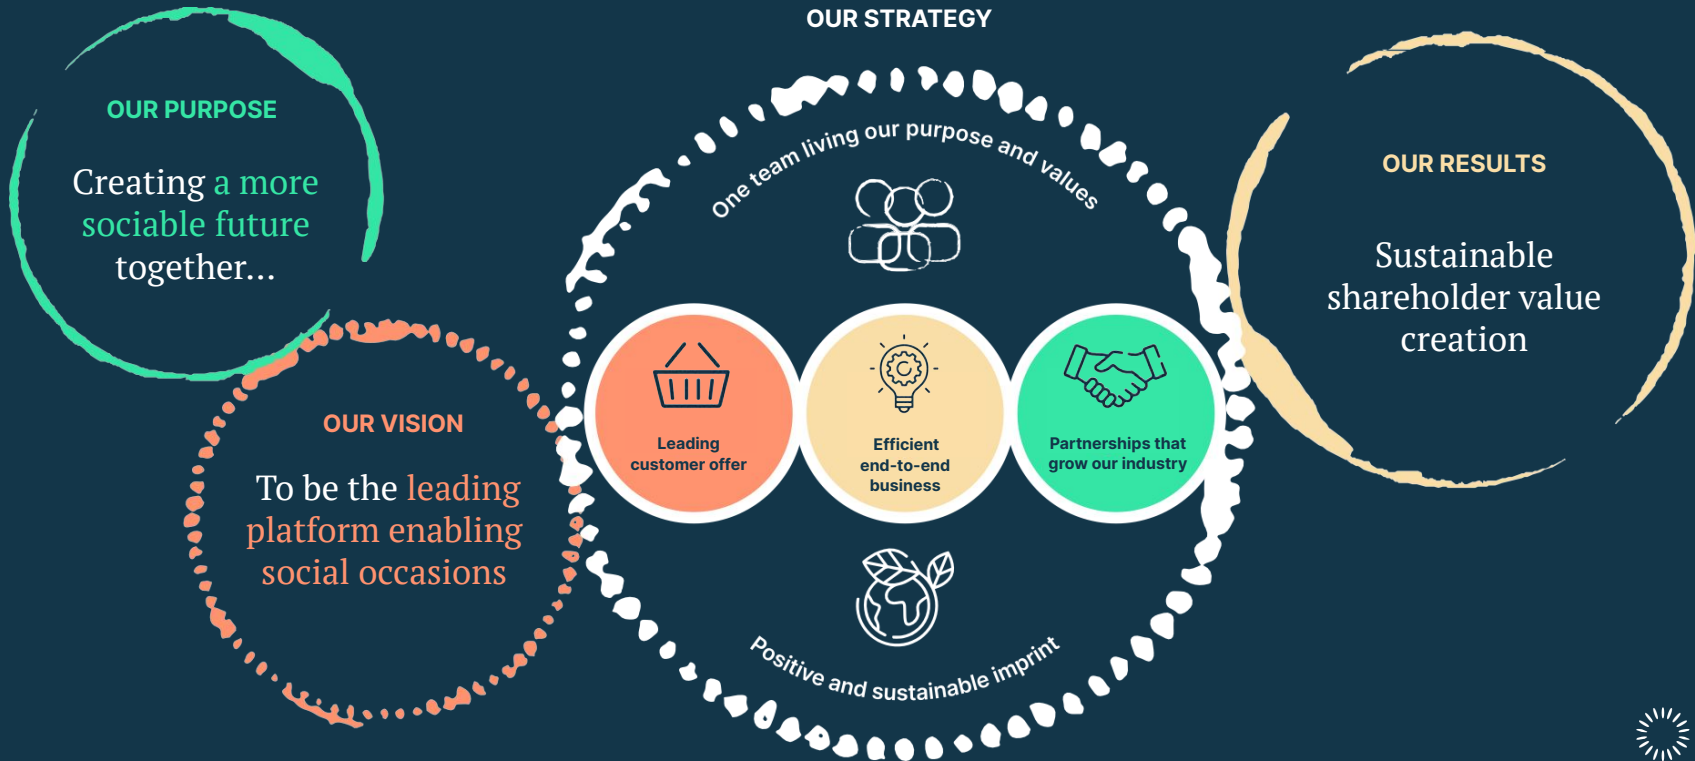 OUR PURPOSE
Creating a more
sociable future
together...
OUR VISION
To be the leading
platform enabling
social occasions
OUR STRATEGY
One team living our purpose and values
Leading
customer offer
Efficient
end-to-end
business
Partnerships that
grow our industry
Positive and sustainable imprint
OUR RESULTS
Sustainable
shareholder value
creation